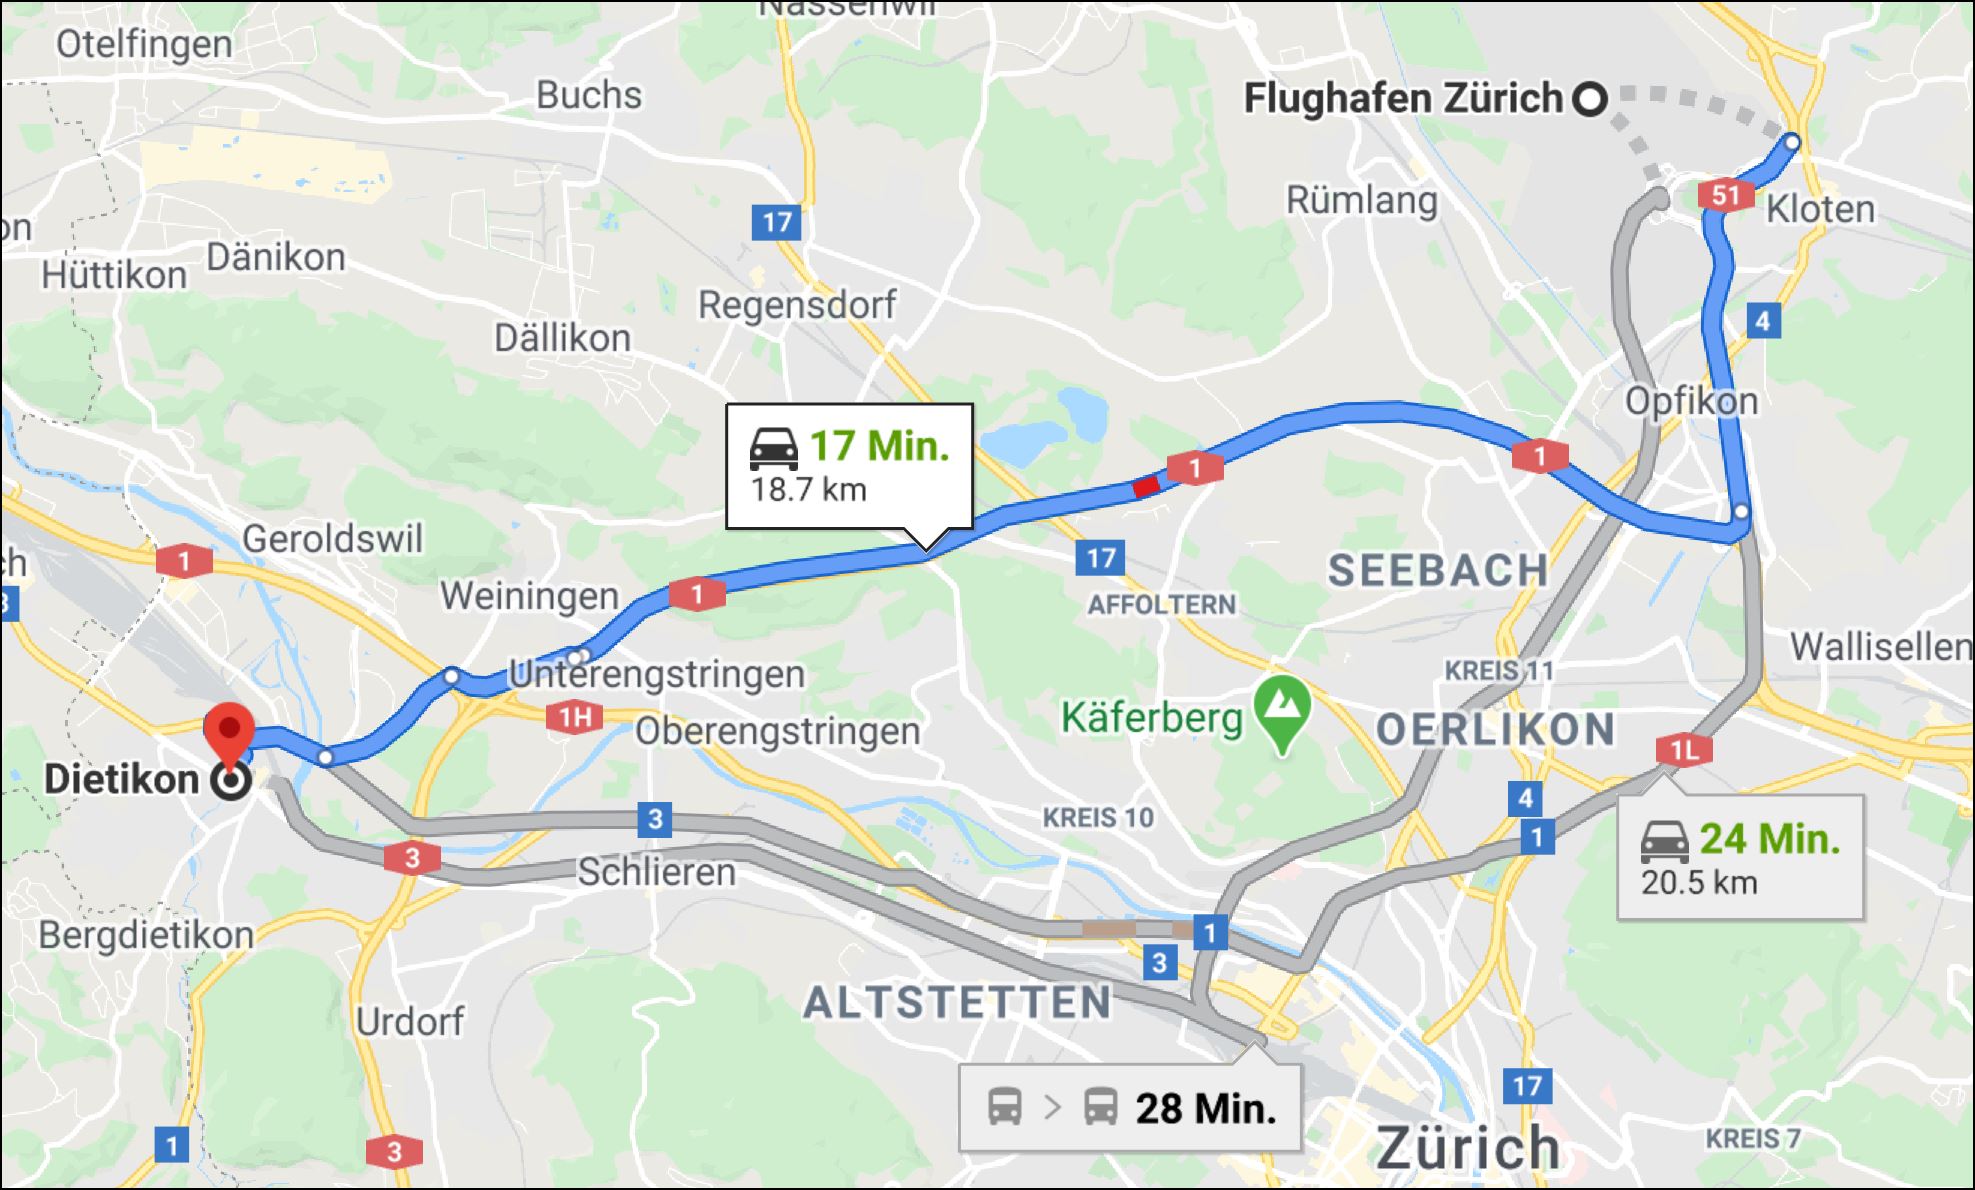 Nassenwil
Otelfingen
Buchs
Flughafen Zürich
51
Kloten
Rümlang
17
Dänikon
Hüttikon
Regensdorf
4
Dällikon
Opfikon
17 Min.
18.7 km
1
1
Geroldswil
1
Weiningen
1
17
SEEBACH
AFFOLTERN
Unterengstringen
1H
Oberengstringen
Käferberg
KREIS 11
OERLIKON
Wallisellen
1L
Dietikon
3
KREIS 10
4
1
24 Min.
20.5 km
3
Schlieren
Bergdietikon
1
3
ALTSTETTEN
Urdorf
28 Min.
17
Zürich
KREIS 7
1
3